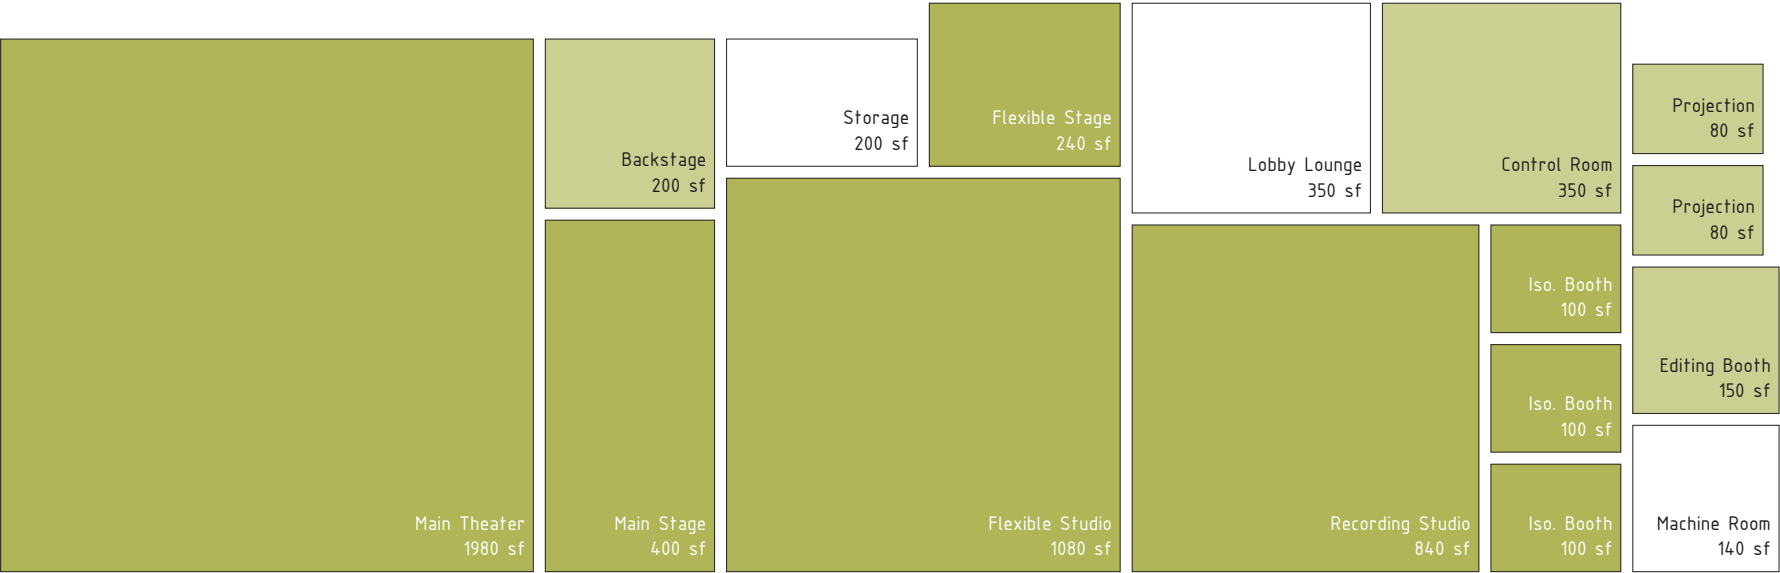 Main Theater
1980 sf
Backstage
200 sf
Main Stage
400 sf
Storage
200 sf
Flexible Stage
240 sf
Flexible Studio
1080 sf
Lobby Lounge
350 sf
Control Room
350 sf
Recording Studio
840 sf
Iso. Booth
100 sf
Iso. Booth
100 sf
Iso. Booth
100 sf
Projection
80 sf
Projection
80 sf
Editing Booth
150 sf
Machine Room
140 sf